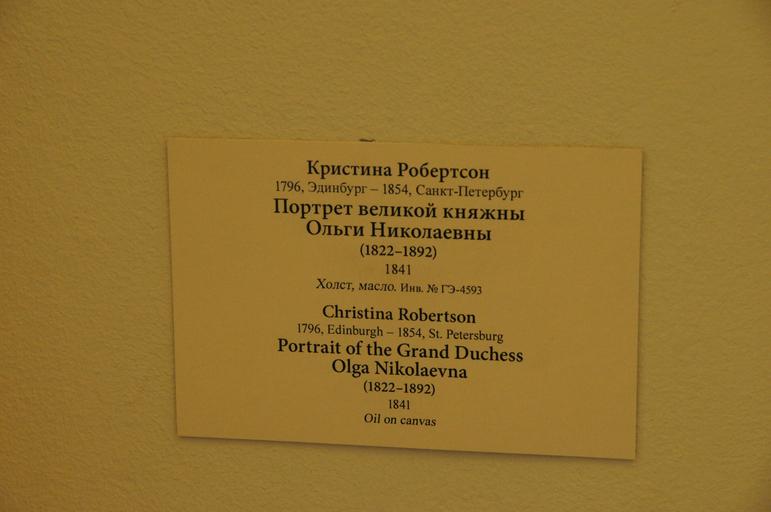 Кристина Робертсон
1796, Эдинбург – 1854, Санкт-Петербург
Портрет великой княжны
Ольги Николаевны
(1822–1892)
1841
Холст, масло. Инв. № ГЭ-4593
Christina Robertson
1796, Edinburgh – 1854, St. Petersburg
Portrait of the Grand Duchess
Olga Nikolaevna
(1822–1892)
1841
Oil on canvas